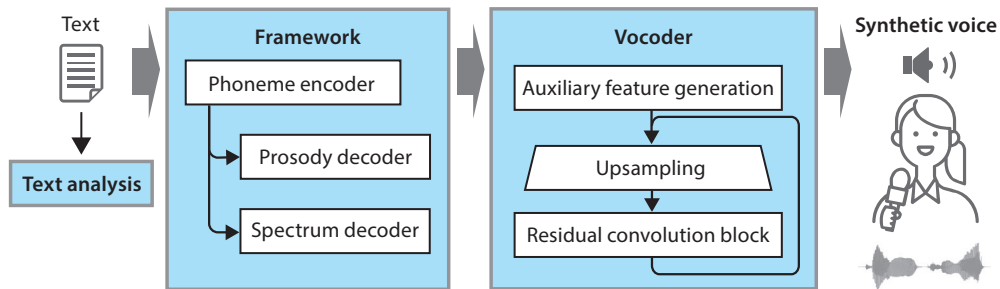 Text
Text analysis
Framework
Phoneme encoder
Prosody decoder
Spectrum decoder
Vocoder
Auxiliary feature generation
Upsampling
Residual convolution block
Synthetic voice